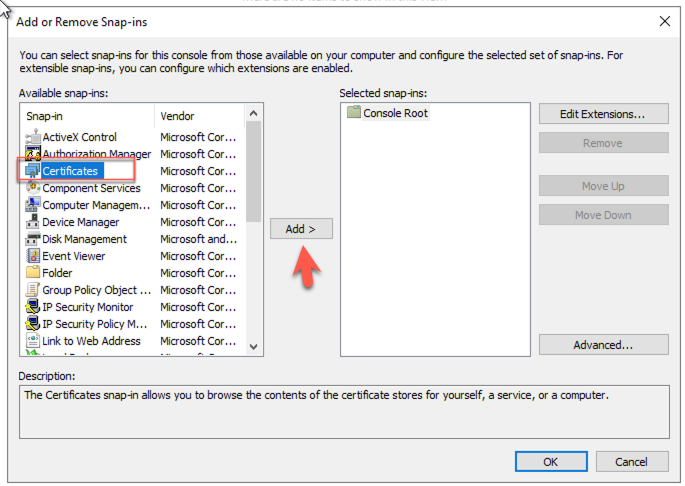 Add or Remove Snap-ins
You can select snap-ins for this console from those available on your computer and configure the selected set of snap-ins. For
extensible snap-ins, you can configure which extensions are enabled.
Available snap-ins:
Selected snap-ins:
Snap-in Vendor
ActiveX Control Microsoft Cor...
Authorization Manager Microsoft Cor...
Certificates Microsoft Cor...
Component Services Microsoft Cor...
Computer Managem... Microsoft Cor...
Device Manager Microsoft Cor...
Disk Management Microsoft and...
Event Viewer Microsoft Cor...
Folder Microsoft Cor...
Group Policy Object ... Microsoft Cor...
IP Security Monitor Microsoft Cor...
IP Security Policy M... Microsoft Cor...
Link to Web Address Microsoft Cor...
Add >
Console Root
Edit Extensions...
Remove
Move Up
Move Down
Advanced...
Description:
The Certificates snap-in allows you to browse the contents of the certificate stores for yourself, a service, or a computer.
OK
Cancel